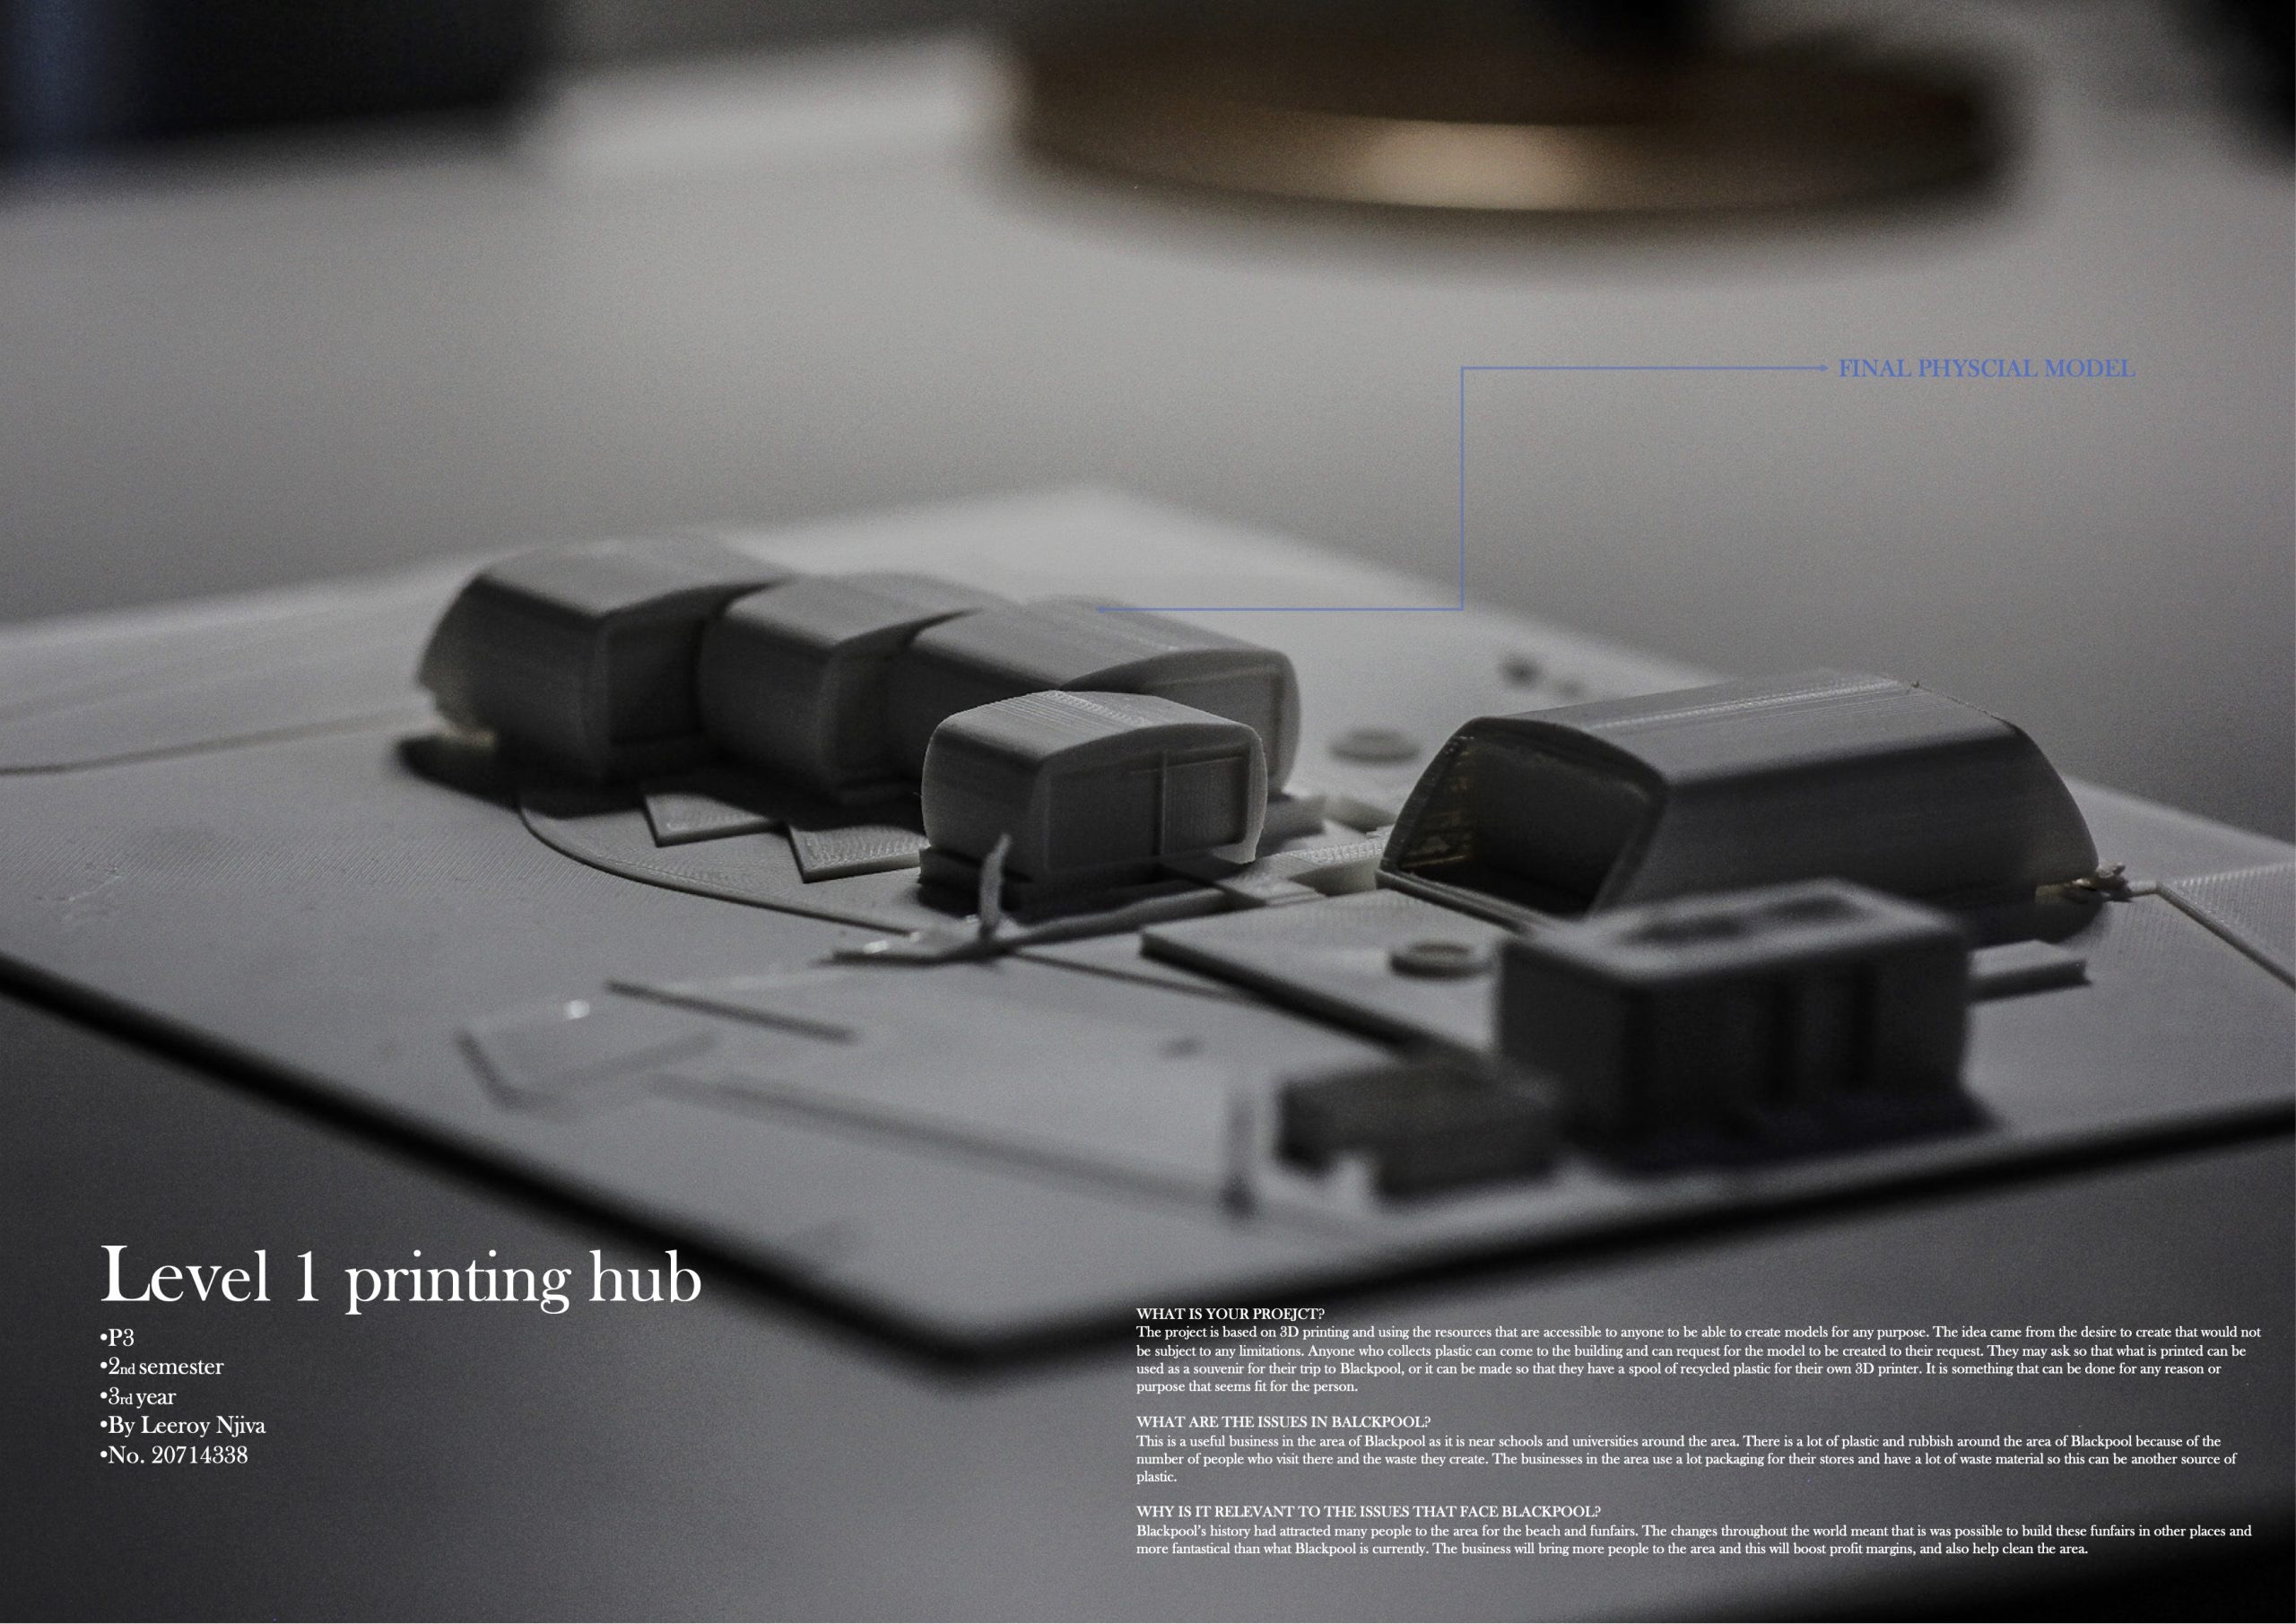 FINAL PHYSCIAL MODEL
Level 1 printing hub
•P3
•2nd semester
•3rd year
•By Leeroy Njiva
•No. 20714338
WHAT IS YOUR PROEJCT?
The project is based on 3D printing and using the resources that are accessible to anyone to be able to create models for any purpose. The idea came from the desire to create that would not
be subject to any limitations. Anyone who collects plastic can come to the building and can request for the model to be created to their request. They may ask so that what is printed can be
used as a souvenir for their trip to Blackpool, or it can be made so that they have a spool of recycled plastic for their own 3D printer. It is something that can be done for any reason or
purpose that seems fit for the person.
WHAT ARE THE ISSUES IN BALCKPOOL?
This is a useful business in the area of Blackpool as it is near schools and universities around the area. There is a lot of plastic and rubbish around the area of Blackpool because of the
number of people who visit there and the waste they create. The businesses in the area use a lot packaging for their stores and have a lot of waste material so this can be another source of
plastic.
WHY IS IT RELEVANT TO THE ISSUES THAT FACE BLACKPOOL?
Blackpool's history had attracted many people to the area for the beach and funfairs. The changes throughout the world meant that is was possible to build these funfairs in other places and
more fantastical than what Blackpool is currently. The business will bring more people to the area and this will boost profit margins, and also help clean the area.